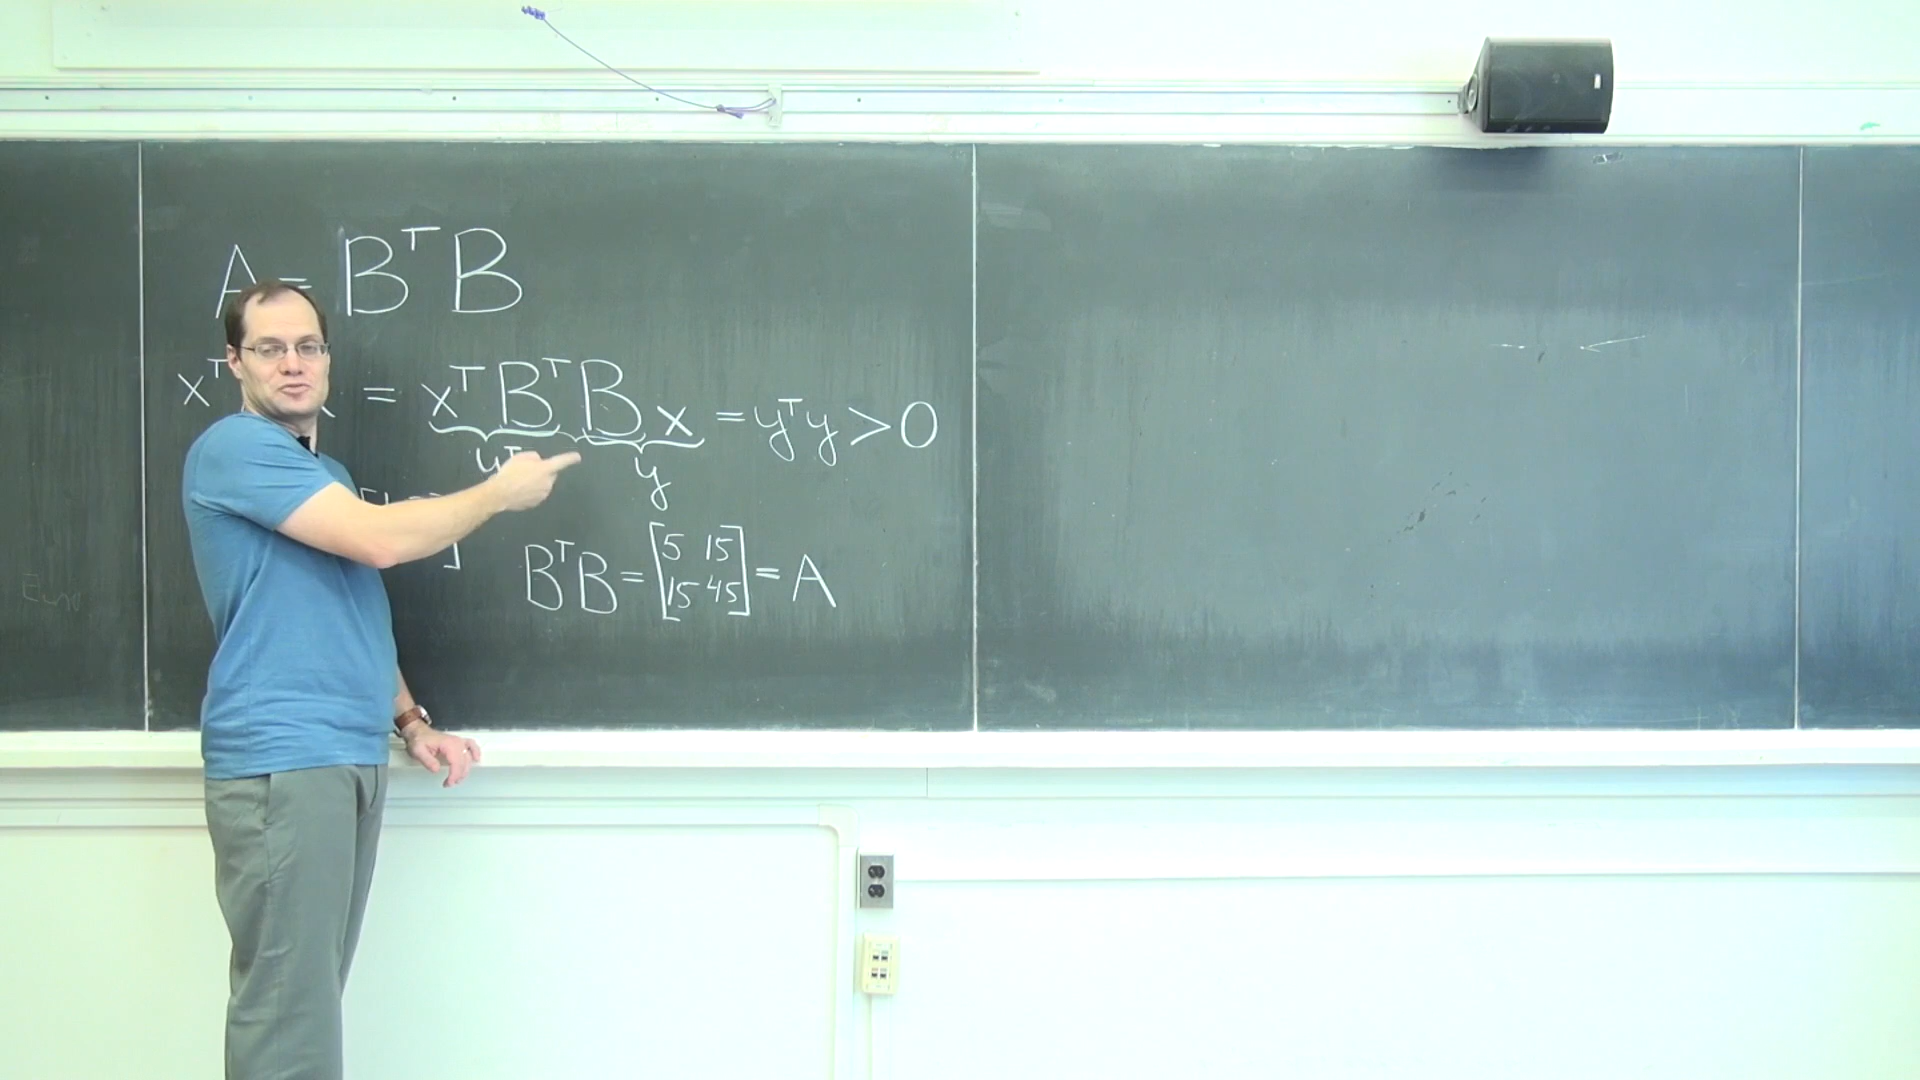 A = BᵀB
xᵀ = xᵀBᵀBx = yᵀy > 0
yᵀ y
BᵀB = [5 15 = A
15 45]